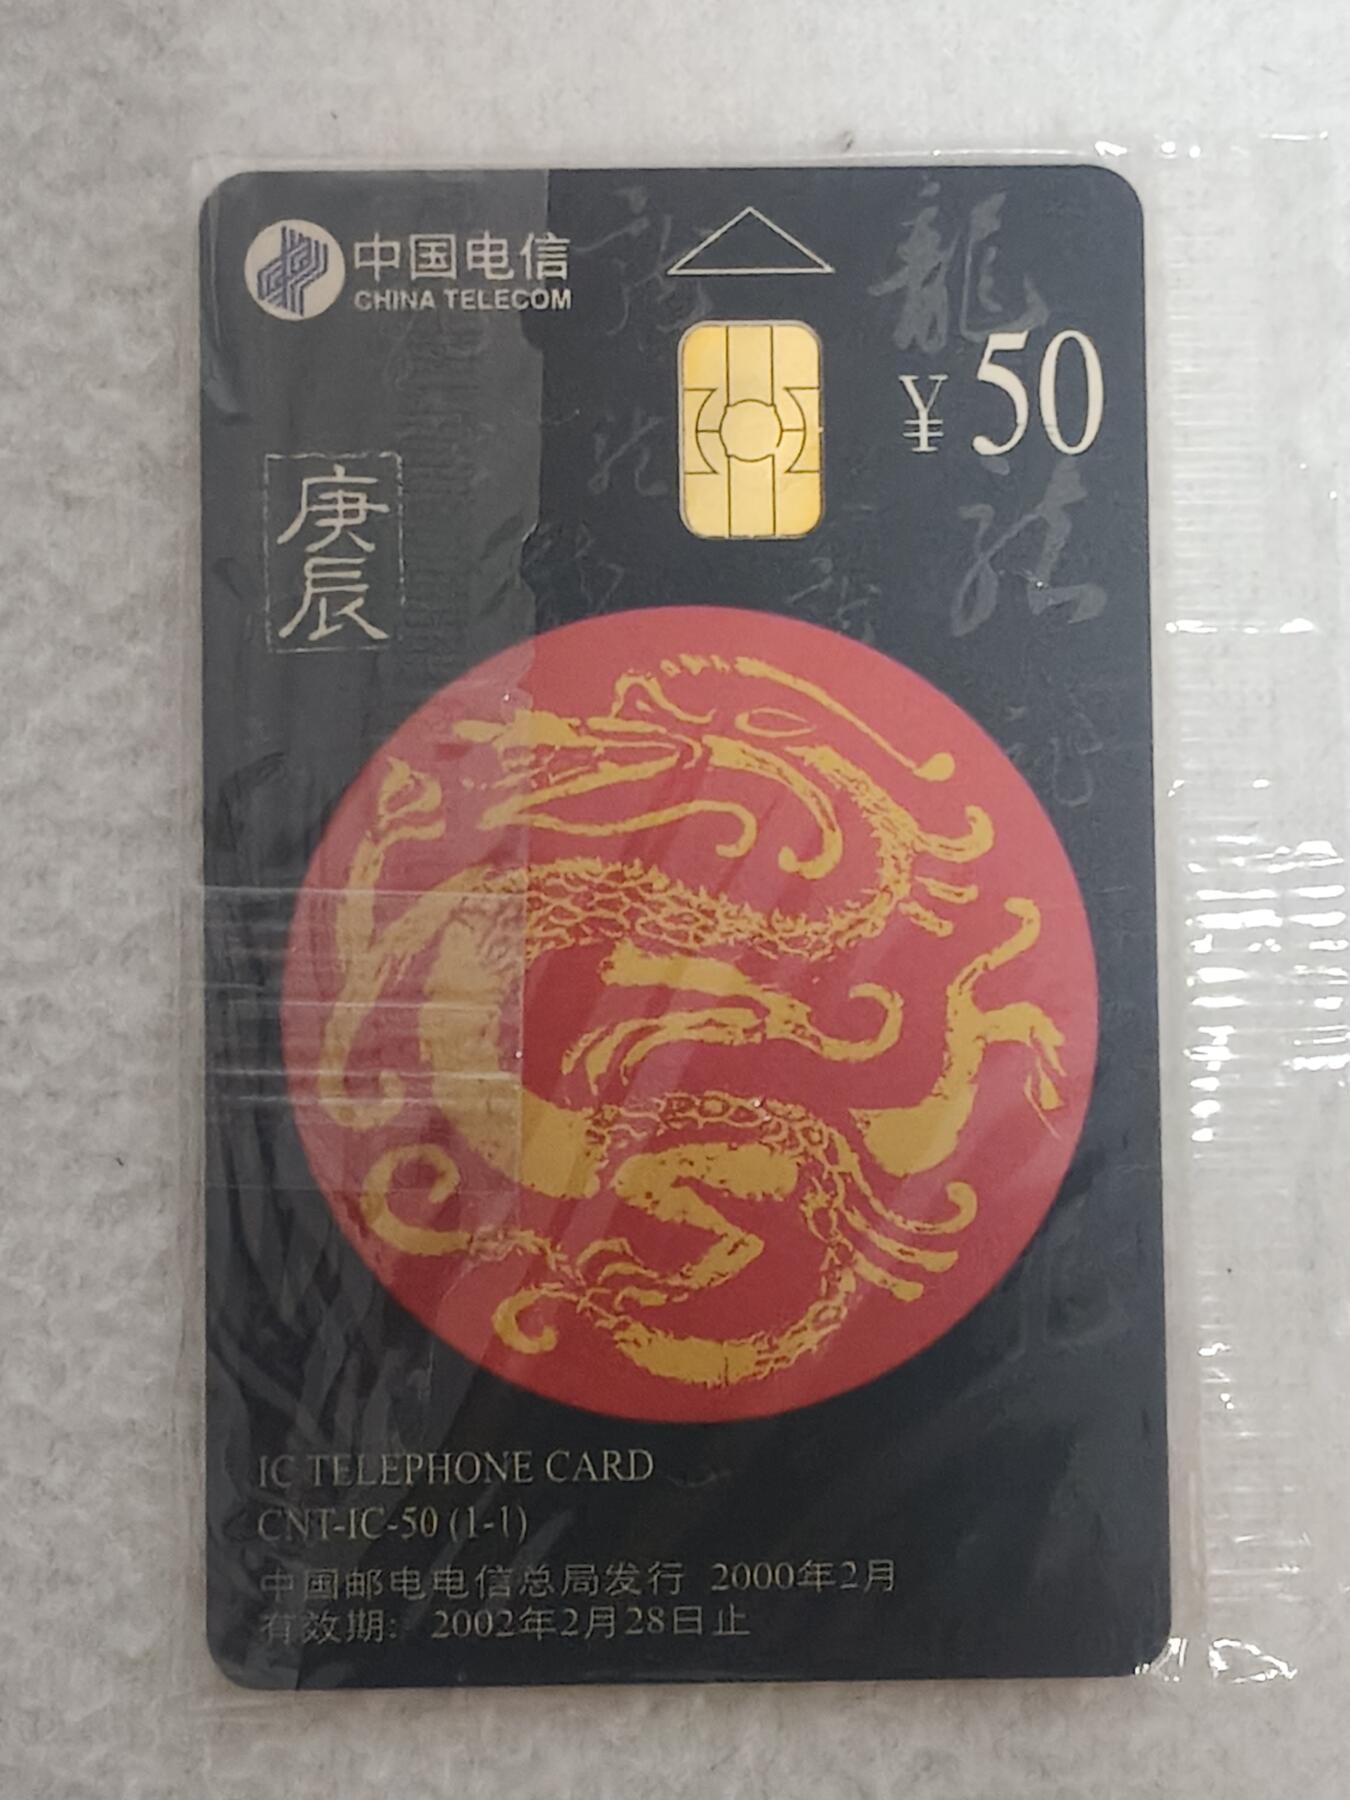 中国电信
CHINA TELECOM
龍
¥50
庚辰
IC TELEPHONE CARD
CNT-IC-50 (1-1)
中国邮电电信总局发行 2000年2月
有效期: 2002年2月28日止